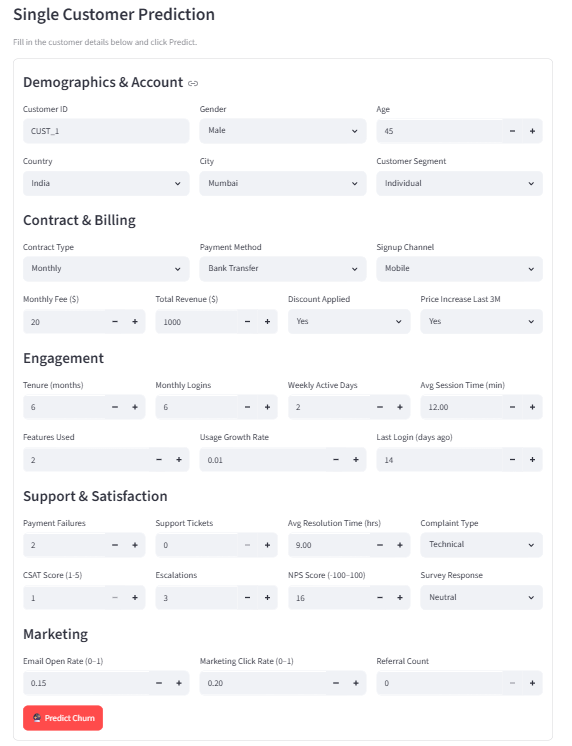 Single Customer Prediction
Fill in the customer details below and click Predict.
Demographics & Account
Customer ID Gender Age
CUST_1 Male 45
Country City Customer Segment
India Mumbai Individual
Contract & Billing
Contract Type Payment Method Signup Channel
Monthly Bank Transfer Mobile
Monthly Fee ($) Total Revenue ($) Discount Applied Price Increase Last 3M
20 1000 Yes Yes
Engagement
Tenure (months) Monthly Logins Weekly Active Days Avg Session Time (min)
6 6 2 12.00
Features Used Usage Growth Rate Last Login (days ago)
2 0.01 14
Support & Satisfaction
Payment Failures Support Tickets Avg Resolution Time (hrs) Complaint Type
2 0 9.00 Technical
CSAT Score (1-5) Escalations NPS Score (-100–100) Survey Response
1 3 16 Neutral
Marketing
Email Open Rate (0–1) Marketing Click Rate (0–1) Referral Count
0.15 0.20 0
Predict Churn